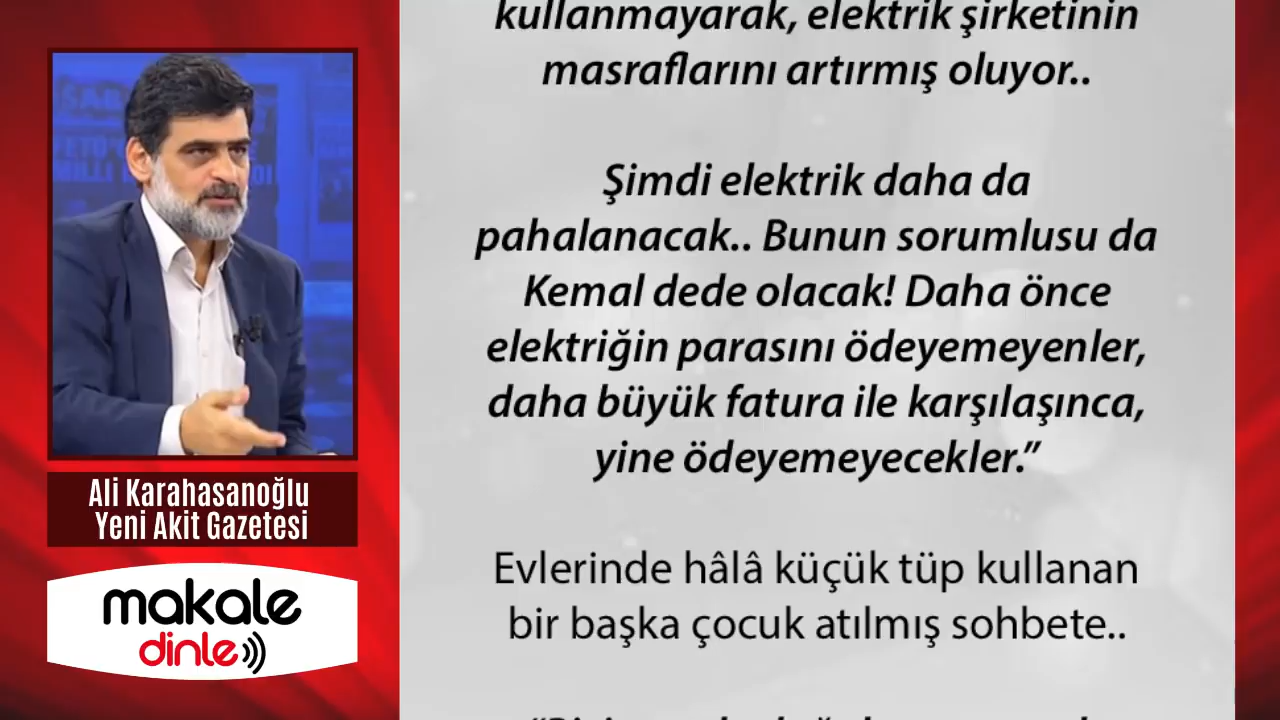 kullanmayarak, elektrik şirketinin
masraflarını artırmış oluyor..
Şimdi elektrik daha da
pahalanacak.. Bunun sorumlusu da
Kemal dede olacak! Daha önce
elektriğin parasını ödeyemeyenler,
daha büyük fatura ile karşılaşınca,
yine ödeyemeyecekler.”
Evlerinde hâlâ küçük tüp kullanan
bir başka çocuk atılmış sohbete..
Ali Karahasanoğlu
Yeni Akit Gazetesi
makale
dinle